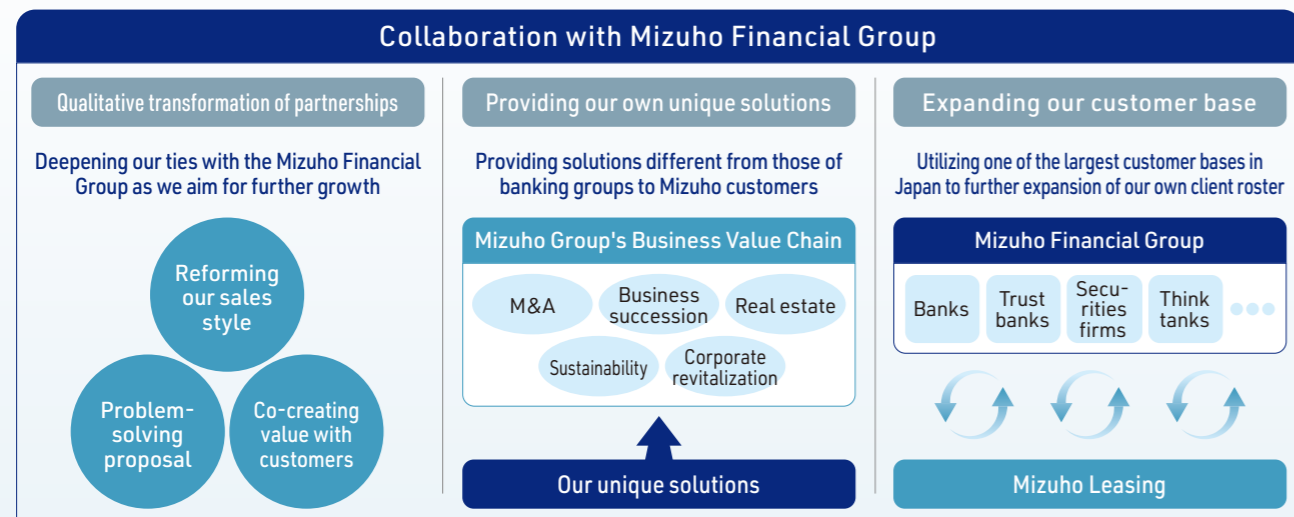 Collaboration with Mizuho Financial Group
Qualitative transformation of partnerships
Deepening our ties with the Mizuho Financial
Group as we aim for further growth
Reforming
our sales
style
Problem-
solving
proposal
Co-creating
value with
customers
Providing our own unique solutions
Providing solutions different from those of
banking groups to Mizuho customers
Mizuho Group's Business Value Chain
M&A
Business
succession
Real estate
Sustainability
Corporate
revitalization
Our unique solutions
Expanding our customer base
Utilizing one of the largest customer bases in
Japan to further expansion of our own client roster
Mizuho Financial Group
Banks
Trust
banks
Secu-
rities
firms
Think
tanks
Mizuho Leasing